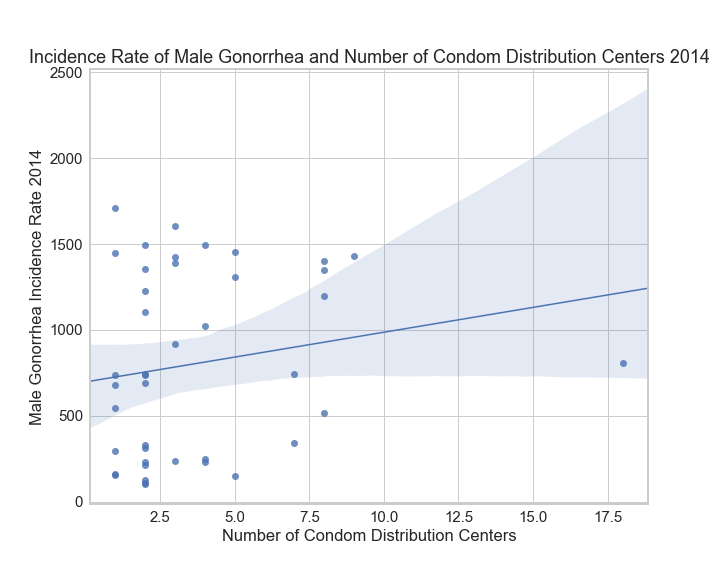 Incidence Rate of Male Gonorrhea and Number of Condom Distribution Centers 2014
2500
2000
1500
1000
500
0
Male Gonorrhea Incidence Rate 2014
2.5 5.0 7.5 10.0 12.5 15.0 17.5
Number of Condom Distribution Centers